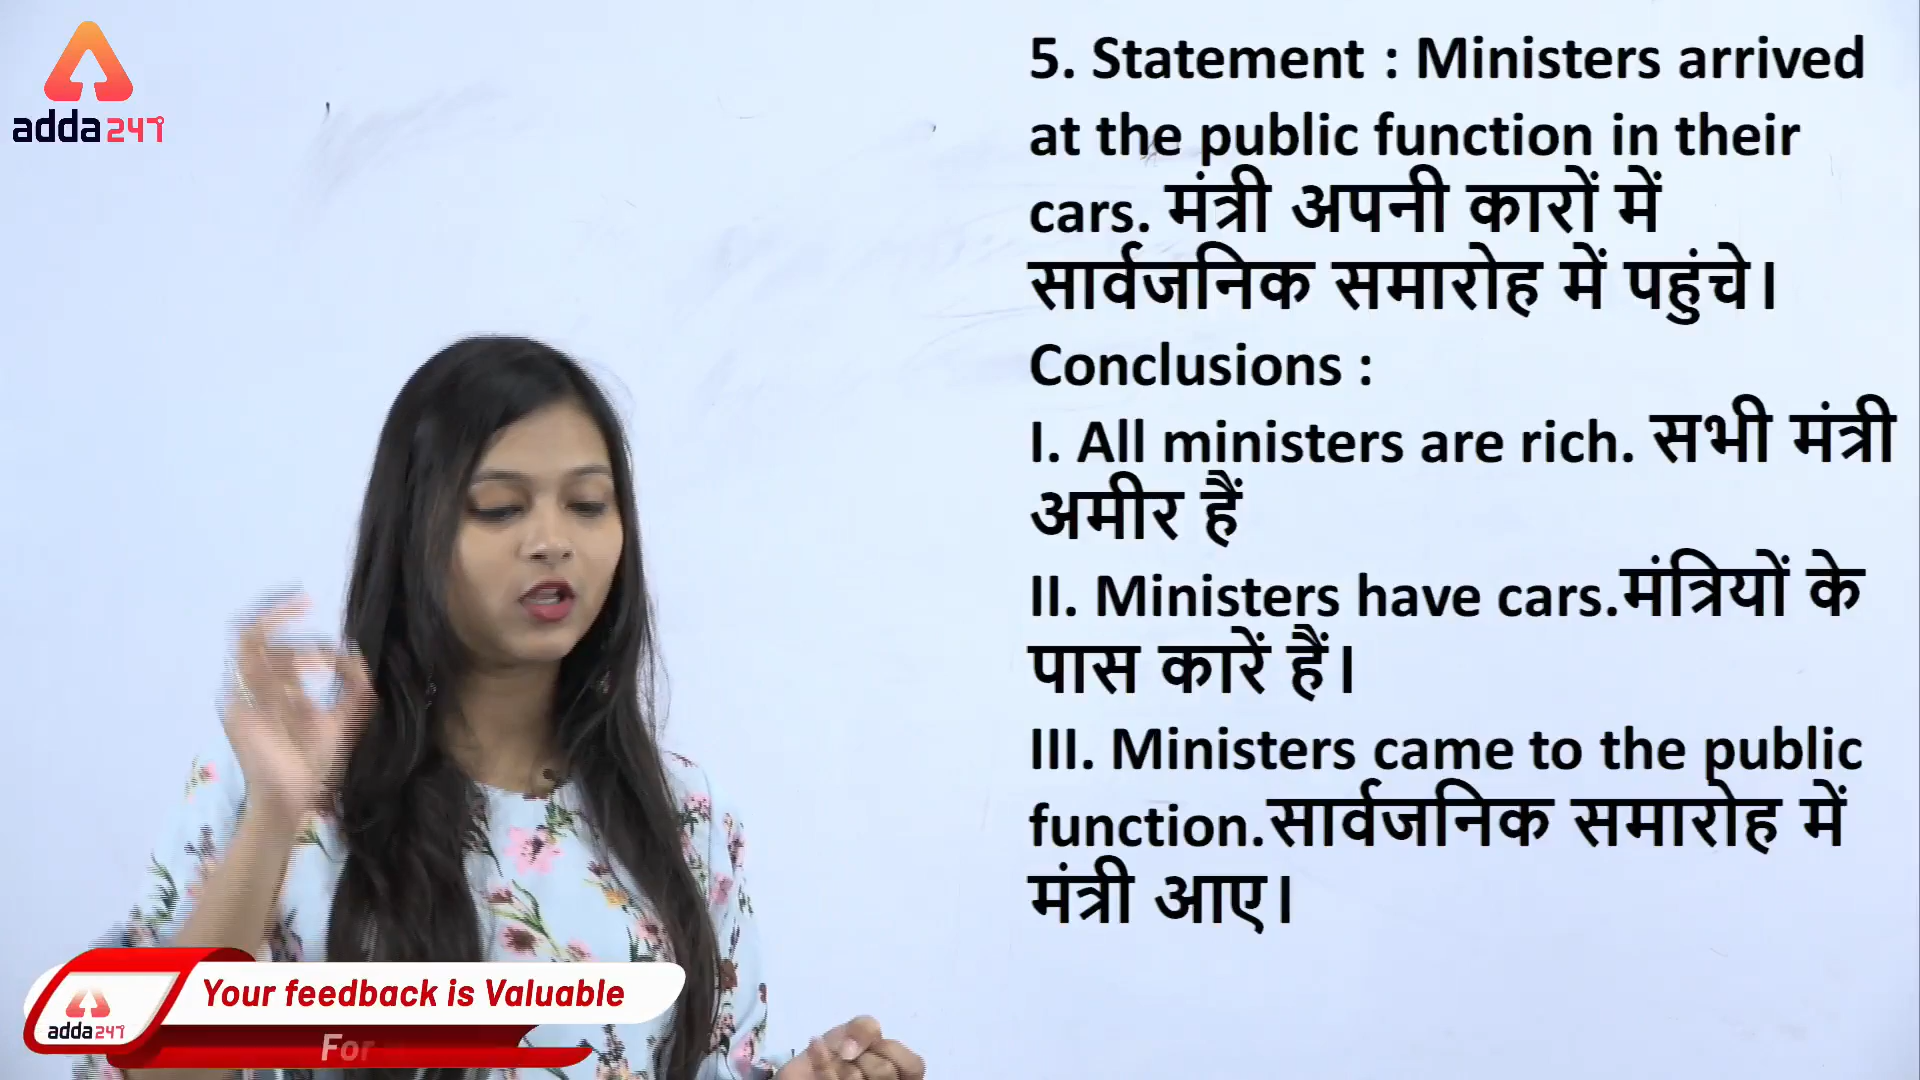 adda247
5. Statement : Ministers arrived
at the public function in their
cars. मंत्री अपनी कारों में
सार्वजनिक समारोह में पहुंचे।
Conclusions :
I. All ministers are rich. सभी मंत्री
अमीर हैं
II. Ministers have cars.मंत्रियों के
पास कारें हैं।
III. Ministers came to the public
function.सार्वजनिक समारोह में
मंत्री आए।
Your feedback is Valuable
adda247
For